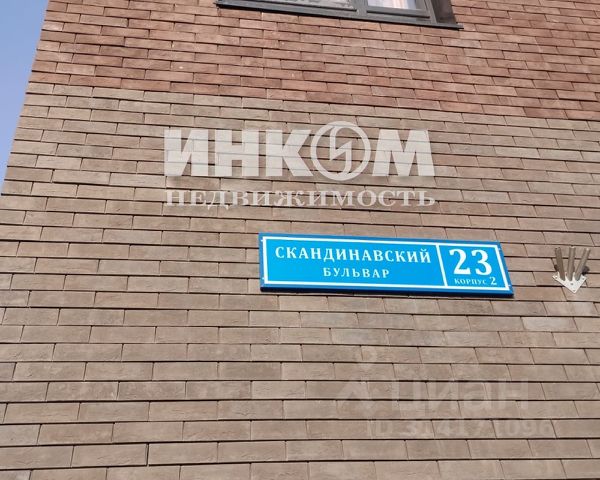 ИНКОМ
НЕДВИЖИМОСТЬ
СКАНДИНАВСКИЙ
БУЛЬВАР
23
КОРПУС 2
ЦИАН